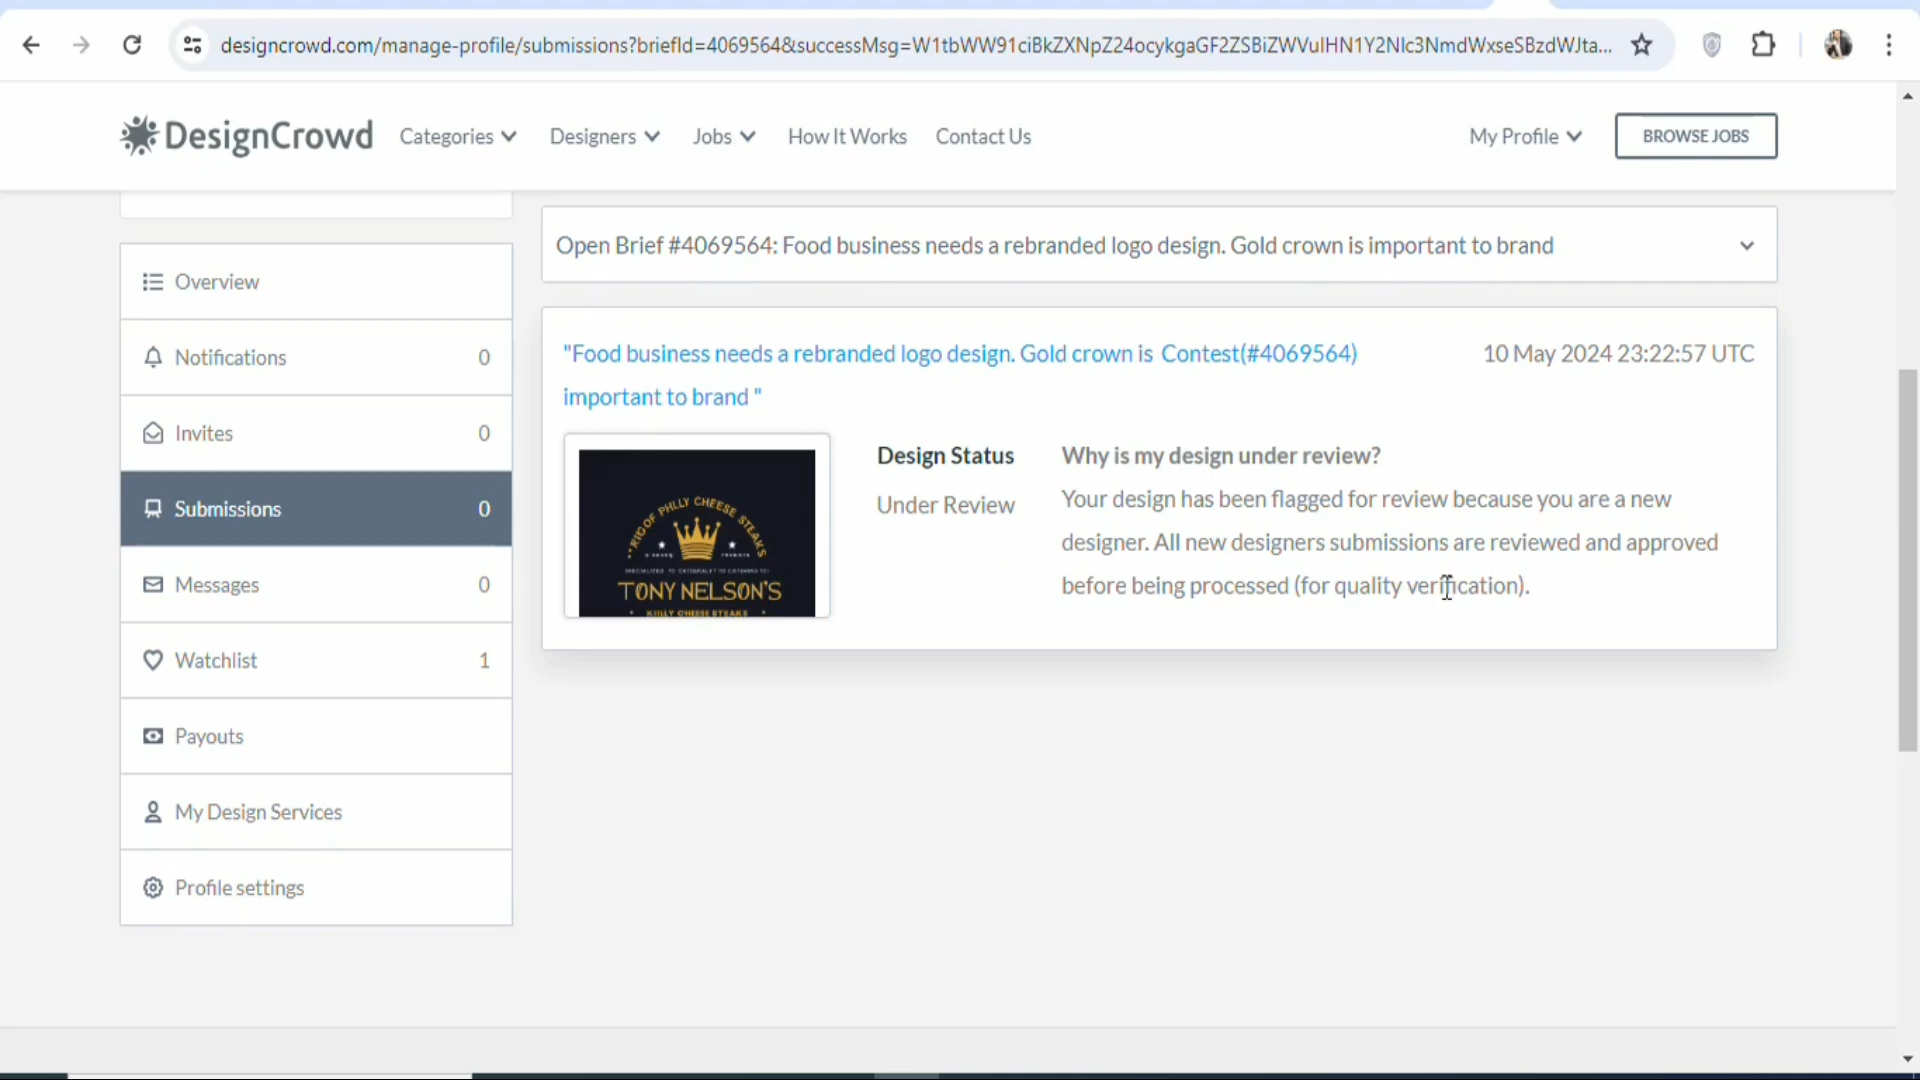 designcrowd.com/manage-profile/submissions?briefId=4069564&successMsg=W1tbWW91ciBkZXNpZ24ocykgaGF2ZSBiZWVuIHN1Y2Nlc3NmdWxseSBzdWJta...
DesignCrowd
Categories
Designers
Jobs
How It Works
Contact Us
My Profile
BROWSE JOBS
Overview
Notifications 0
Invites 0
Submissions 0
Messages 0
Watchlist 1
Payouts
My Design Services
Profile settings
Open Brief #4069564: Food business needs a rebranded logo design. Gold crown is important to brand
"Food business needs a rebranded logo design. Gold crown is Contest(#4069564)
important to brand "
10 May 2024 23:22:57 UTC
PHILLY CHEESE STEAKS
TONY NELSON'S
CHEESE STEAKS
Design Status
Under Review
Why is my design under review?
Your design has been flagged for review because you are a new
designer. All new designers submissions are reviewed and approved
before being processed (for quality verification).